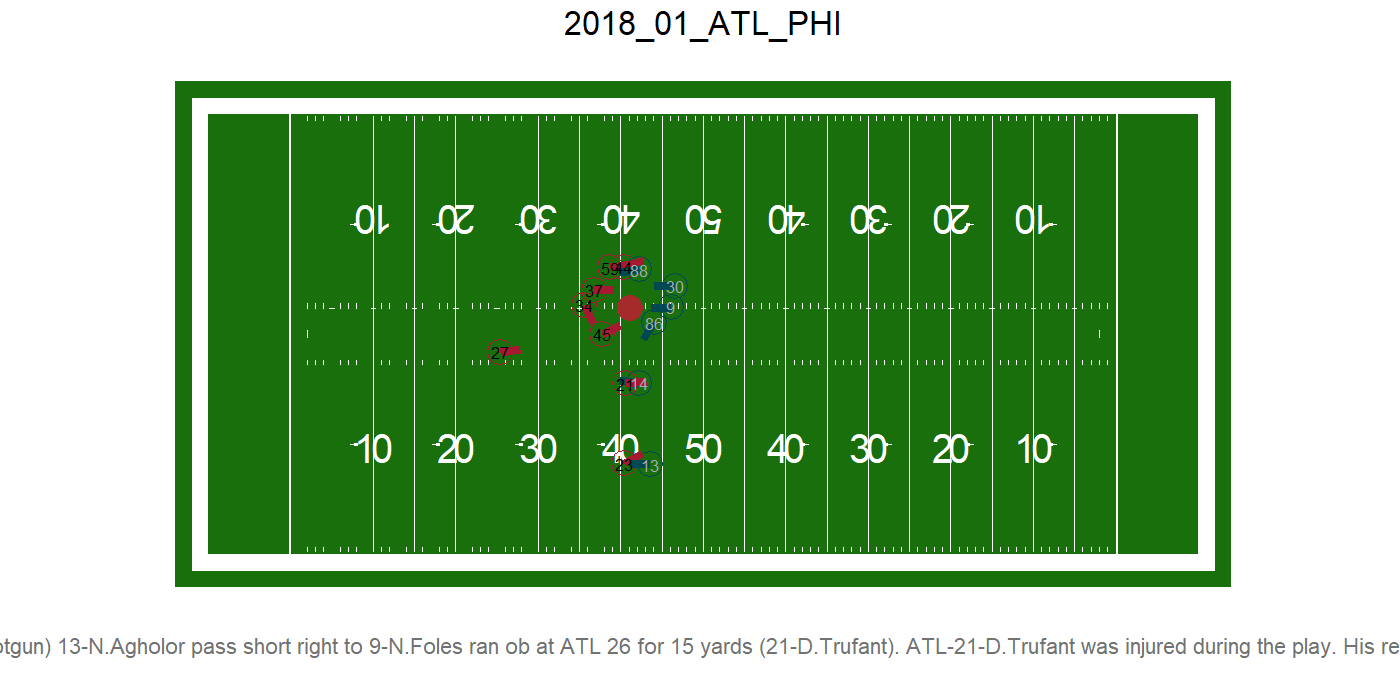 2018_01_ATL_PHI
10 20 30 40 50 40 30 20 10
59 44 88
37 30
34 9
86
45
27
21 14
10 20 30 40 50 40 30 20 10
23 13
otgun) 13-N.Agholor pass short right to 9-N.Foles ran ob at ATL 26 for 15 yards (21-D.Trufant). ATL-21-D.Trufant was injured during the play. His re